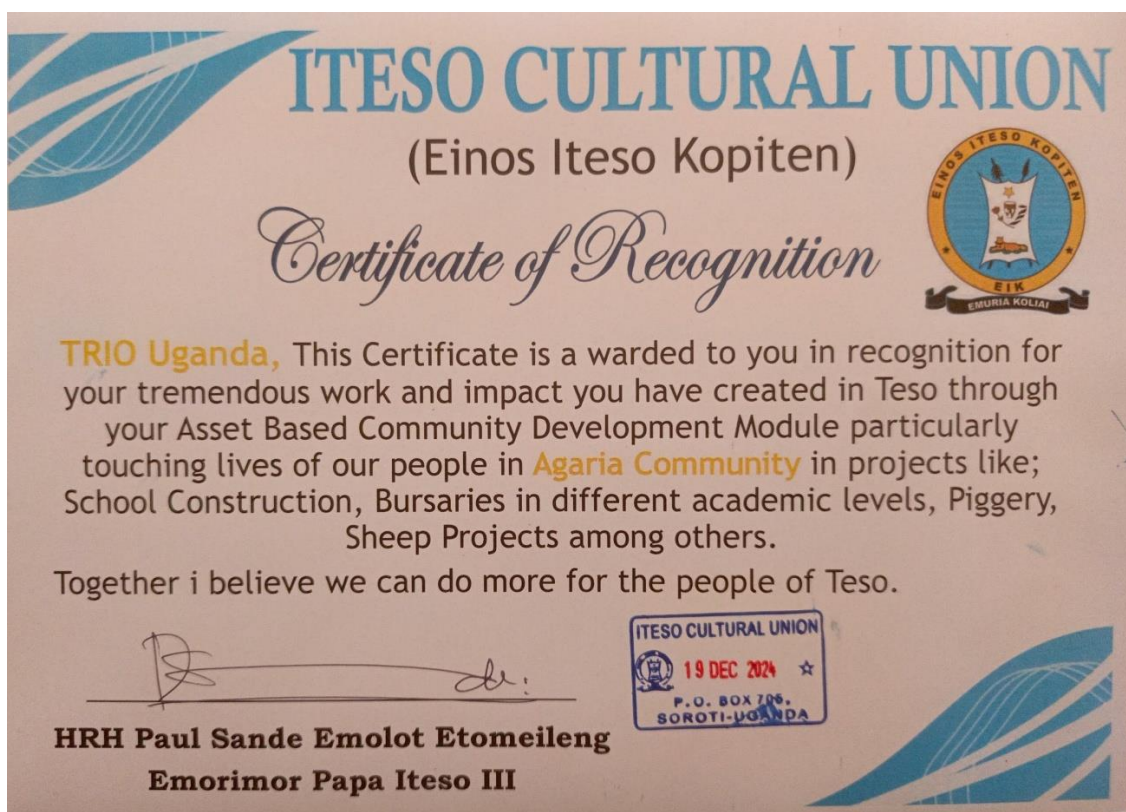 ITESO CULTURAL UNION
(Einos Iteso Kopiten)
Certificate of Recognition
EINOS ITESO KOPITEN
EIK
EMURIA KOLIAI
TRIO Uganda, This Certificate is a warded to you in recognition for
your tremendous work and impact you have created in Teso through
your Asset Based Community Development Module particularly
touching lives of our people in Agaria Community in projects like;
School Construction, Bursaries in different academic levels, Piggery,
Sheep Projects among others.
Together i believe we can do more for the people of Teso.
ITESO CULTURAL UNION
19 DEC 2024
P.O. BOX 706,
SOROTI-UGANDA
HRH Paul Sande Emolot Etomeileng
Emorimor Papa Iteso III